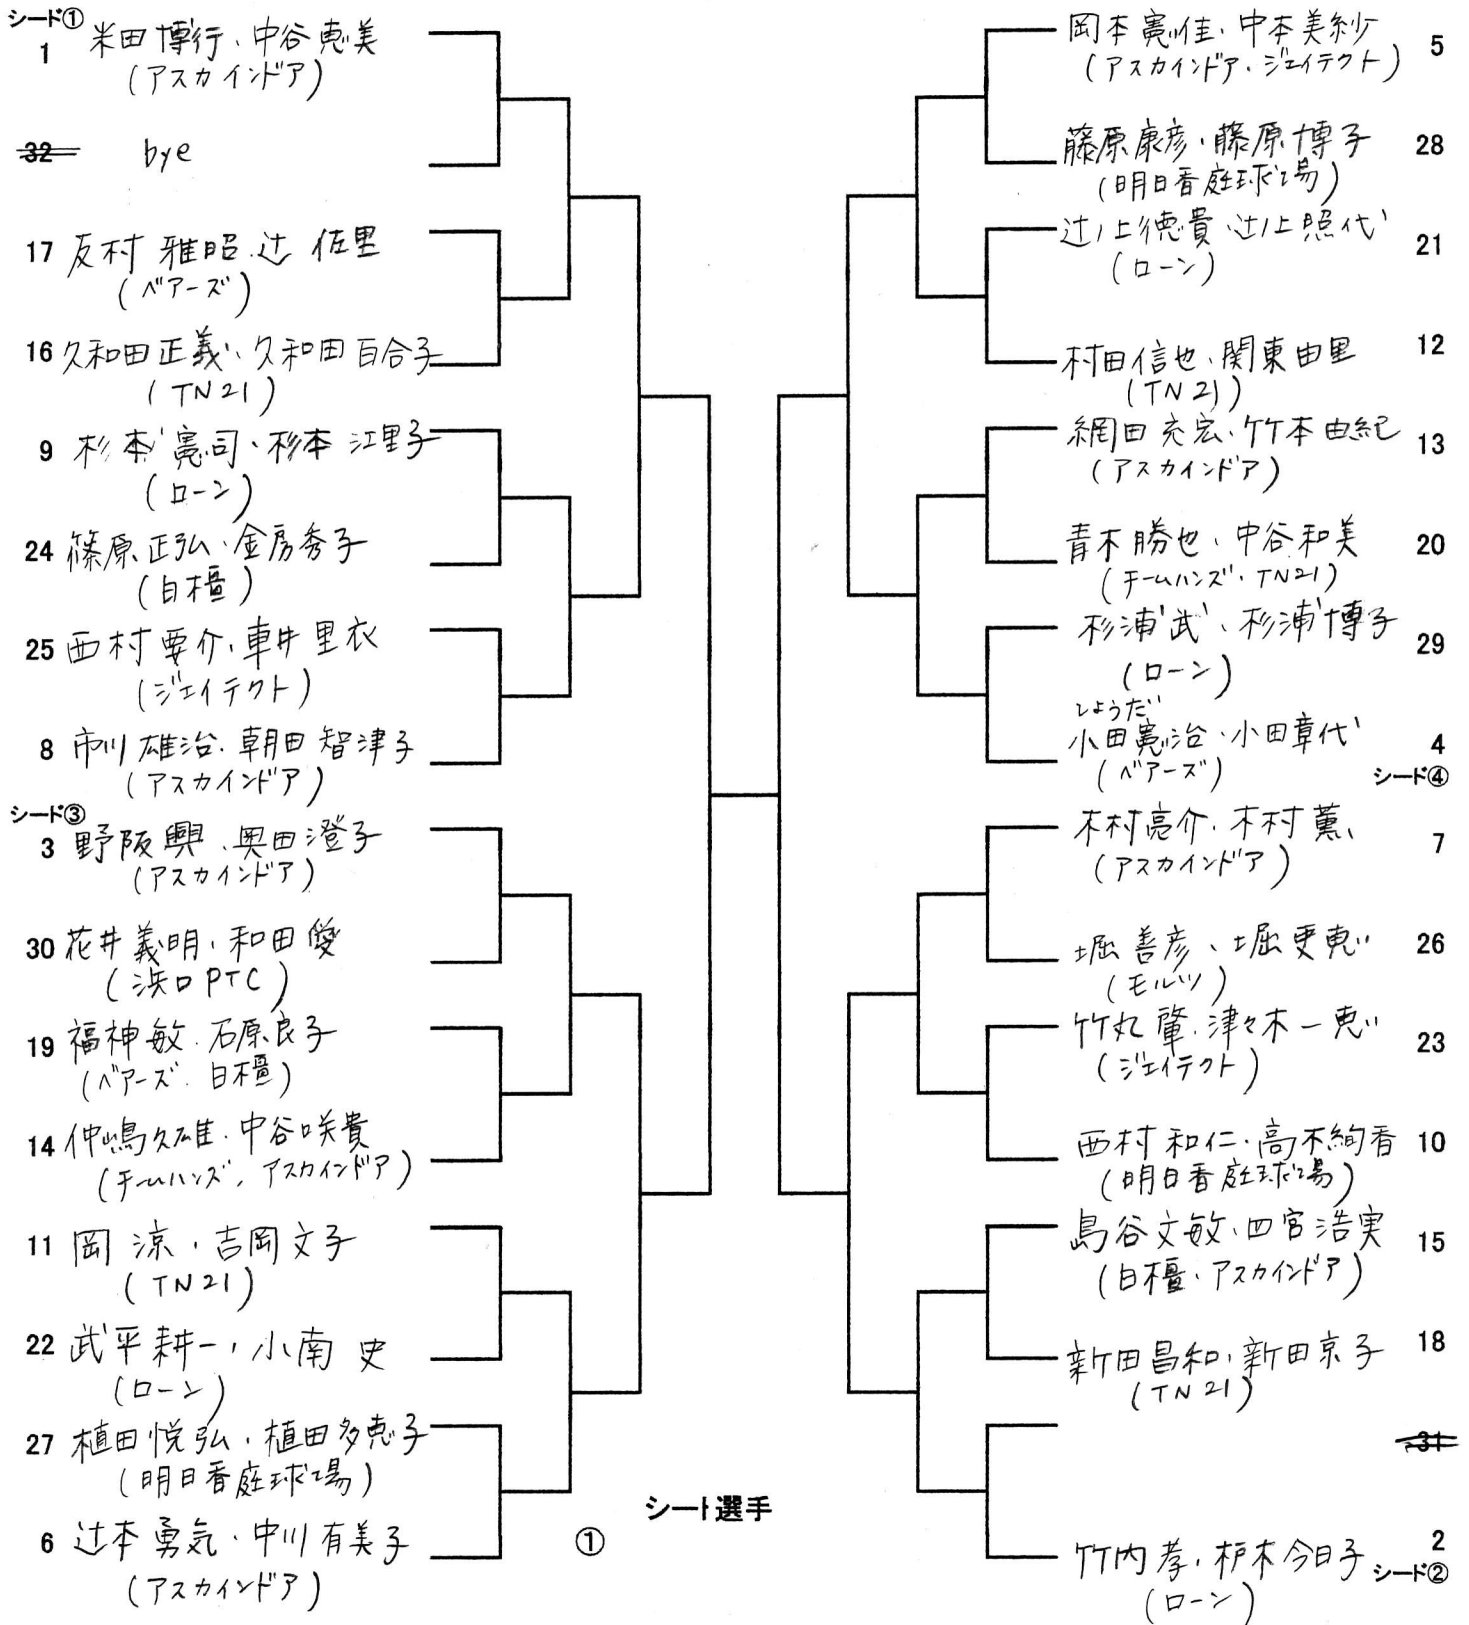 シード①
1 米田博行・中谷恵美
(アスカインドア)
32 bye
17 友村 雅昭・辻 佐里
(ベアーズ)
16 久和田正義・久和田百合子
(TN21)
9 杉本憲司・杉本江里子
(ローン)
24 篠原正弘・金房秀子
(白橿)
25 西村要介・車井里衣
(ジェイテクト)
8 市川雄治・朝田智津子
(アスカインドア)
シード③
3 野阪興・奥田澄子
(アスカインドア)
30 花井義明・和田愛
(浜口PTC)
19 福神敏・石原良子
(ベアーズ・白橿)
14 仲嶋久雄・中谷咲貴
(チームハンズ, アスカインドア)
11 岡 涼・吉岡文子
(TN21)
22 武平耕一・小南 史
(ローン)
27 植田悦弘・植田多恵子
(明日香庭球場)
6 辻本勇気・中川有美子
(アスカインドア)
シート選手
①
岡本憲佳・中本美紗 5
(アスカインドア・ジェイテクト)
藤原康彦・藤原博子 28
(明日香庭球場)
辻ノ上徳貴・辻ノ上照代 21
(ローン)
村田信也・関東由里 12
(TN21)
網田充宏・竹本由紀 13
(アスカインドア)
青木勝也・中谷和美 20
(チームハンズ・TN21)
杉浦武・杉浦博子 29
(ローン)
しょうだ
小田憲治・小田章代 4
(ベアーズ)
シード④
木村亮介・木村薫 7
(アスカインドア)
堀善彦・堀更恵 26
(モルツ)
竹丸肇・津々木一恵 23
(ジェイテクト)
西村和仁・高木絢香 10
(明日香庭球場)
島谷文敏・四宮浩実 15
(白橿・アスカインドア)
新田昌和・新田京子 18
(TN21)
31
竹内孝・枦木今日子 2
シード②
(ローン)